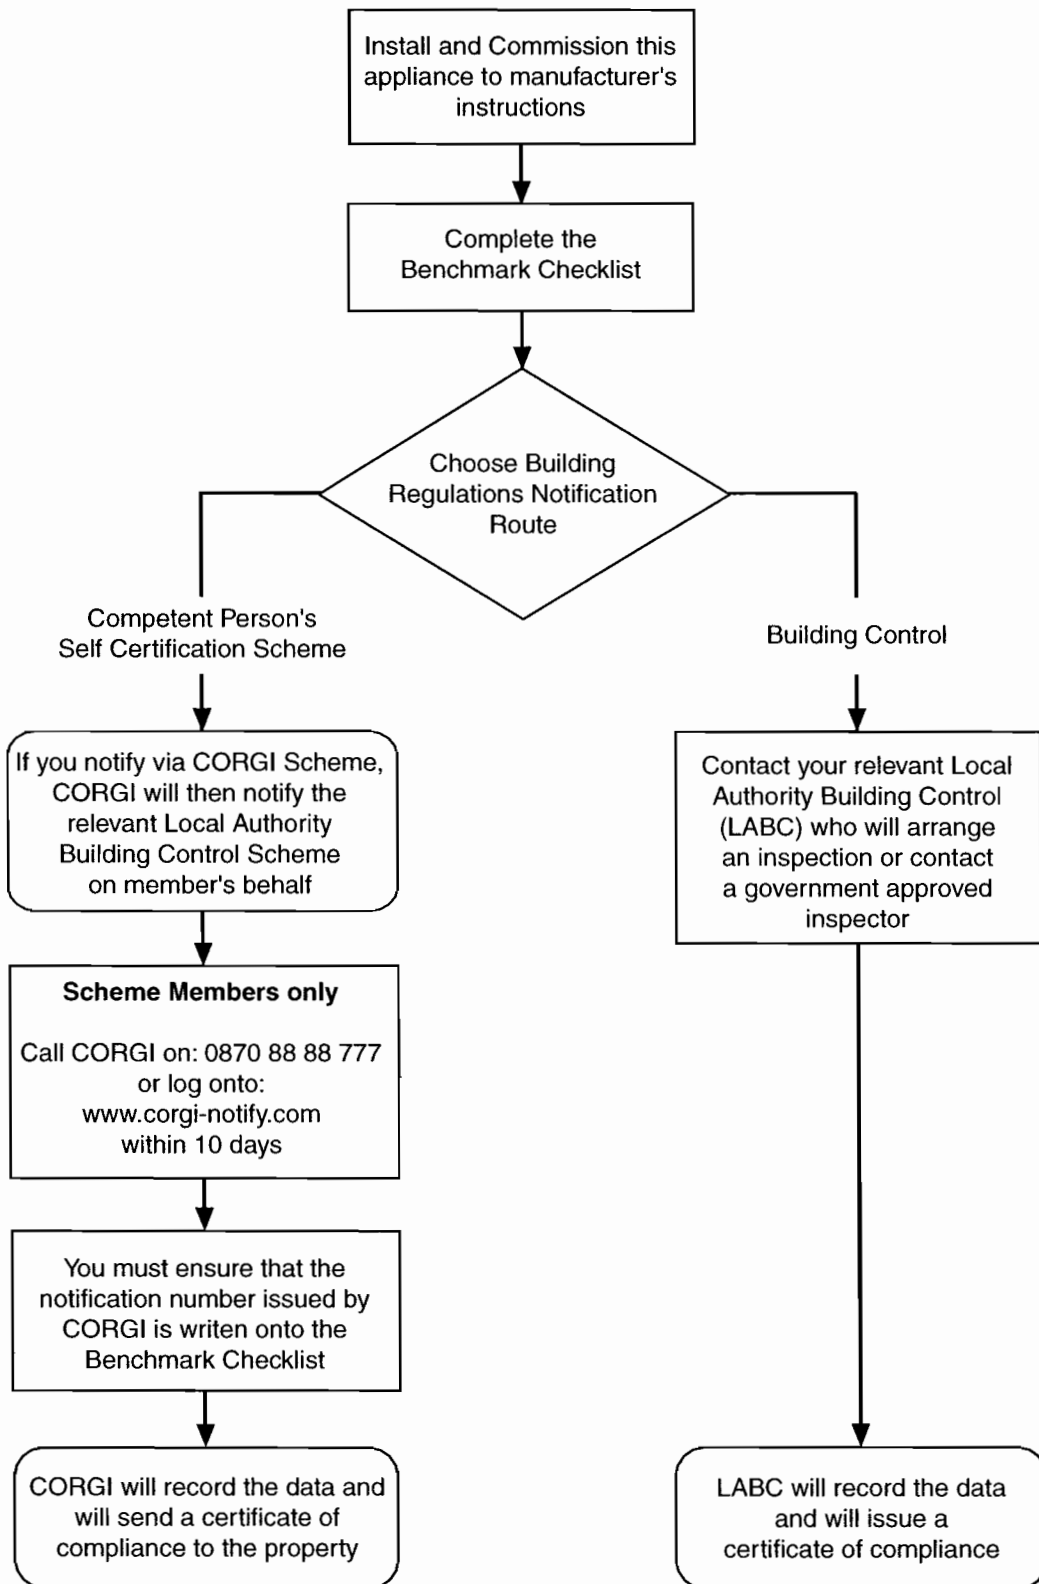 Install and Commission this
appliance to manufacturer's
instructions
Complete the
Benchmark Checklist
Choose Building
Regulations Notification
Route
Competent Person's
Self Certification Scheme
Building Control
If you notify via CORGI Scheme,
CORGI will then notify the
relevant Local Authority
Building Control Scheme
on member's behalf
Contact your relevant Local
Authority Building Control
(LABC) who will arrange
an inspection or contact
a government approved
inspector
Scheme Members only
Call CORGI on: 0870 88 88 777
or log onto:
www.corgi-notify.com
within 10 days
You must ensure that the
notification number issued by
CORGI is writen onto the
Benchmark Checklist
CORGI will record the data and
will send a certificate of
compliance to the property
LABC will record the data
and will issue a
certificate of compliance